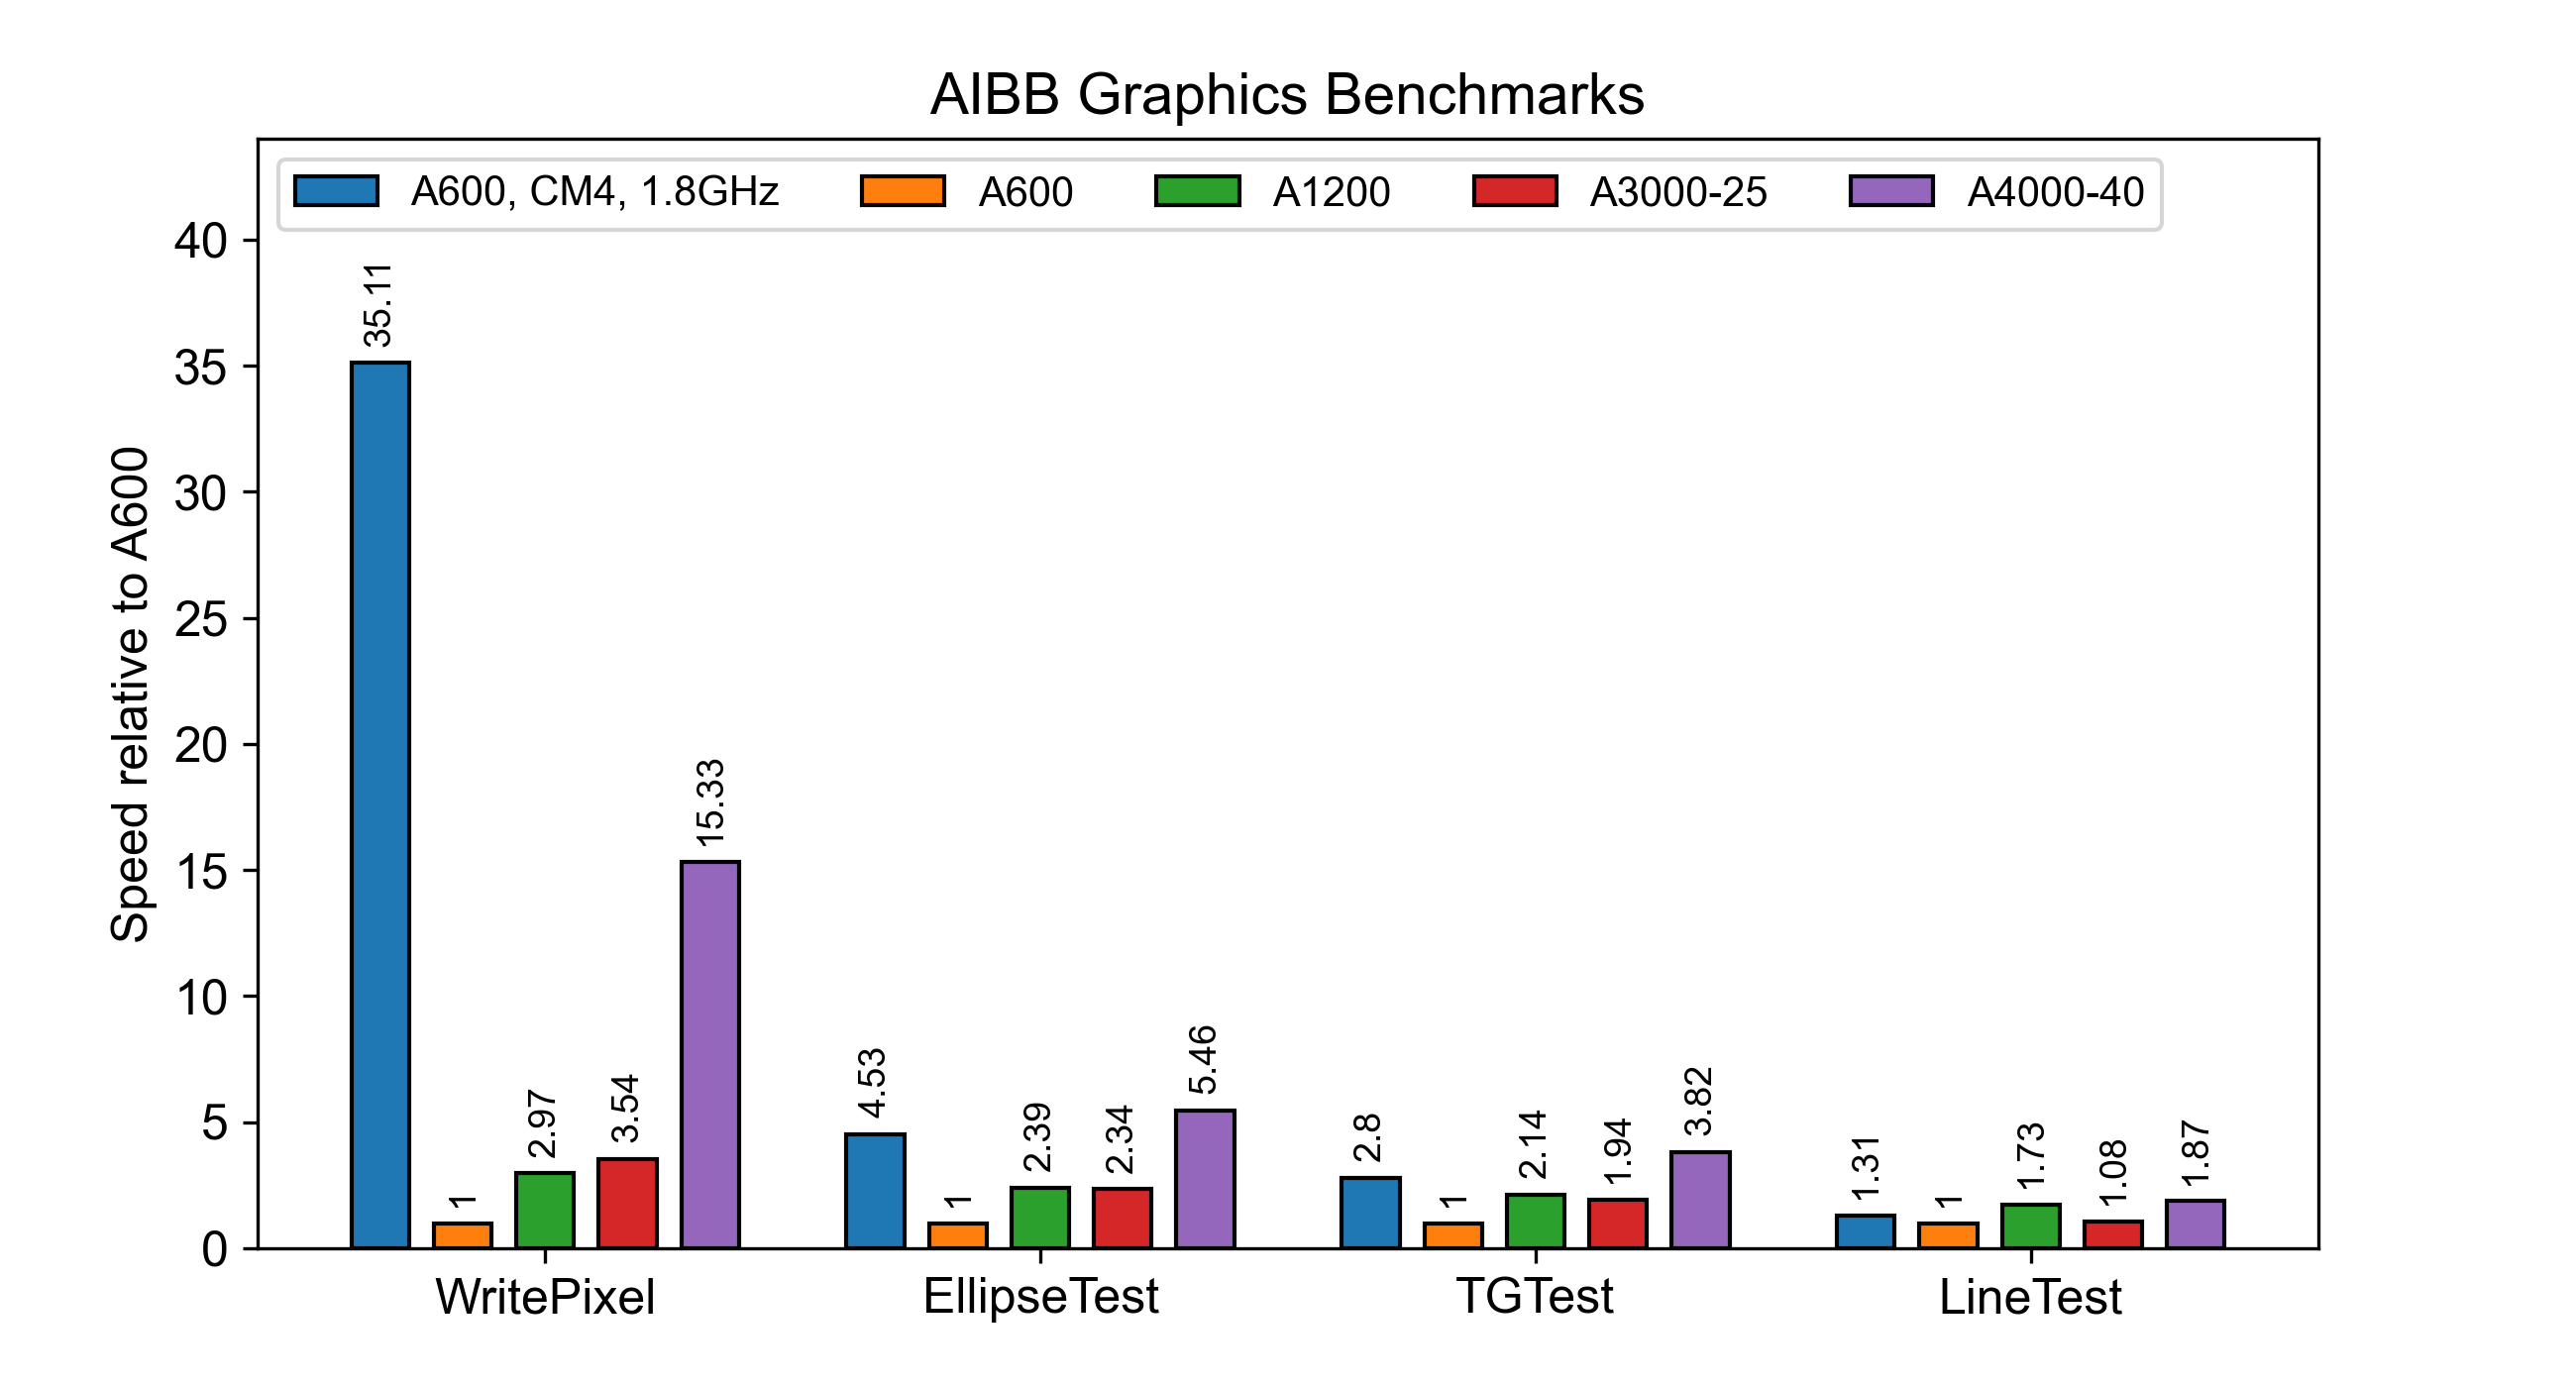 AIBB Graphics Benchmarks
A600, CM4, 1.8GHz A600 A1200 A3000-25 A4000-40
Speed relative to A600
40
35
30
25
20
15
10
5
0
35.11 1 2.97 3.54 15.33
4.53 1 2.39 2.34 5.46
2.8 1 2.14 1.94 3.82
1.31 1 1.73 1.08 1.87
WritePixel EllipseTest TGTest LineTest